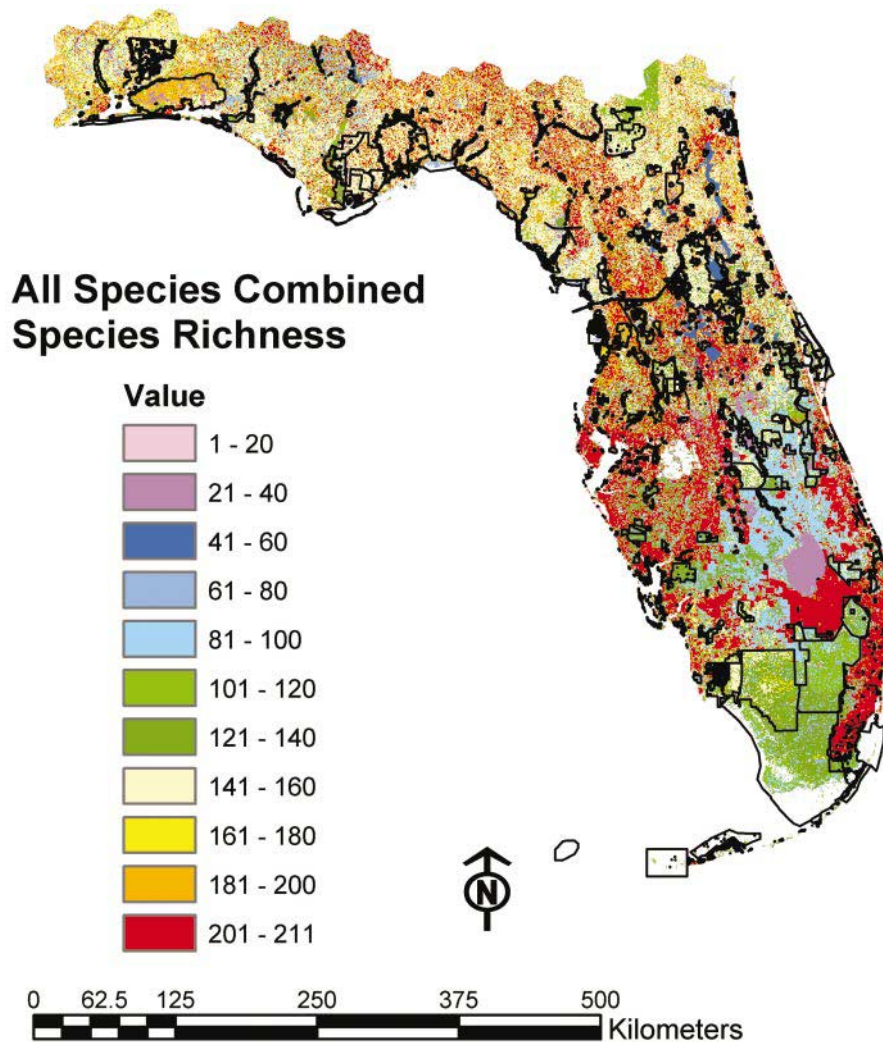 All Species Combined
Species Richness
Value
1 - 20
21 - 40
41 - 60
61 - 80
81 - 100
101 - 120
121 - 140
141 - 160
161 - 180
181 - 200
201 - 211
N
0 62.5 125 250 375 500
Kilometers